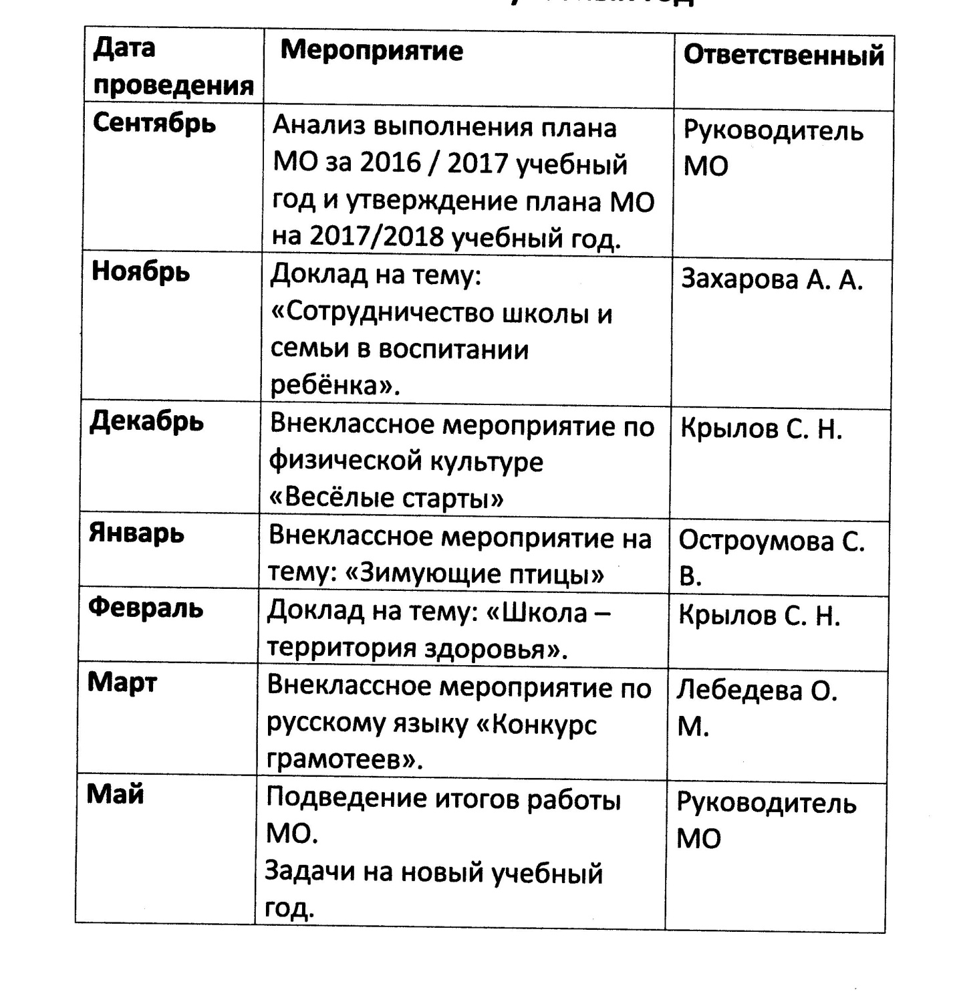 год
Дата
проведения
Мероприятие
Ответственный
Сентябрь
Анализ выполнения плана
МО за 2016 / 2017 учебный
год и утверждение плана МО
на 2017/2018 учебный год.
Руководитель
МО
Ноябрь
Доклад на тему:
«Сотрудничество школы и
семьи в воспитании
ребёнка».
Захарова А. А.
Декабрь
Внеклассное мероприятие по
физической культуре
«Весёлые старты»
Крылов С. Н.
Январь
Внеклассное мероприятие на
тему: «Зимующие птицы»
Остроумова С.
В.
Февраль
Доклад на тему: «Школа –
территория здоровья».
Крылов С. Н.
Март
Внеклассное мероприятие по
русскому языку «Конкурс
грамотеев».
Лебедева О.
М.
Май
Подведение итогов работы
МО.
Задачи на новый учебный
год.
Руководитель
МО